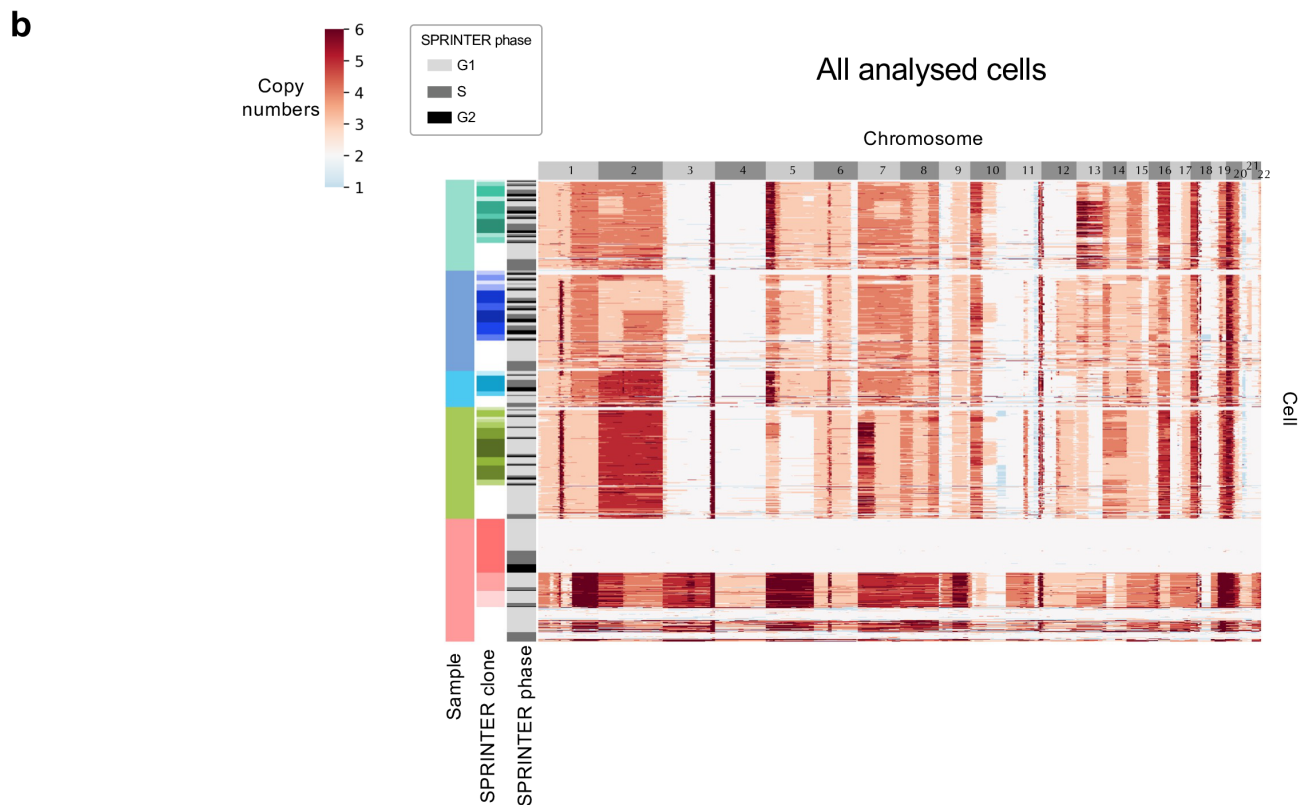 b
6
5
4
3
2
1
Copy
numbers
SPRINTER phase
G1
S
G2
All analysed cells
Chromosome
1 2 3 4 5 6 7 8 9 10 11 12 13 14 15 16 17 18 19 20 21 22
Cell
Sample
SPRINTER clone
SPRINTER phase